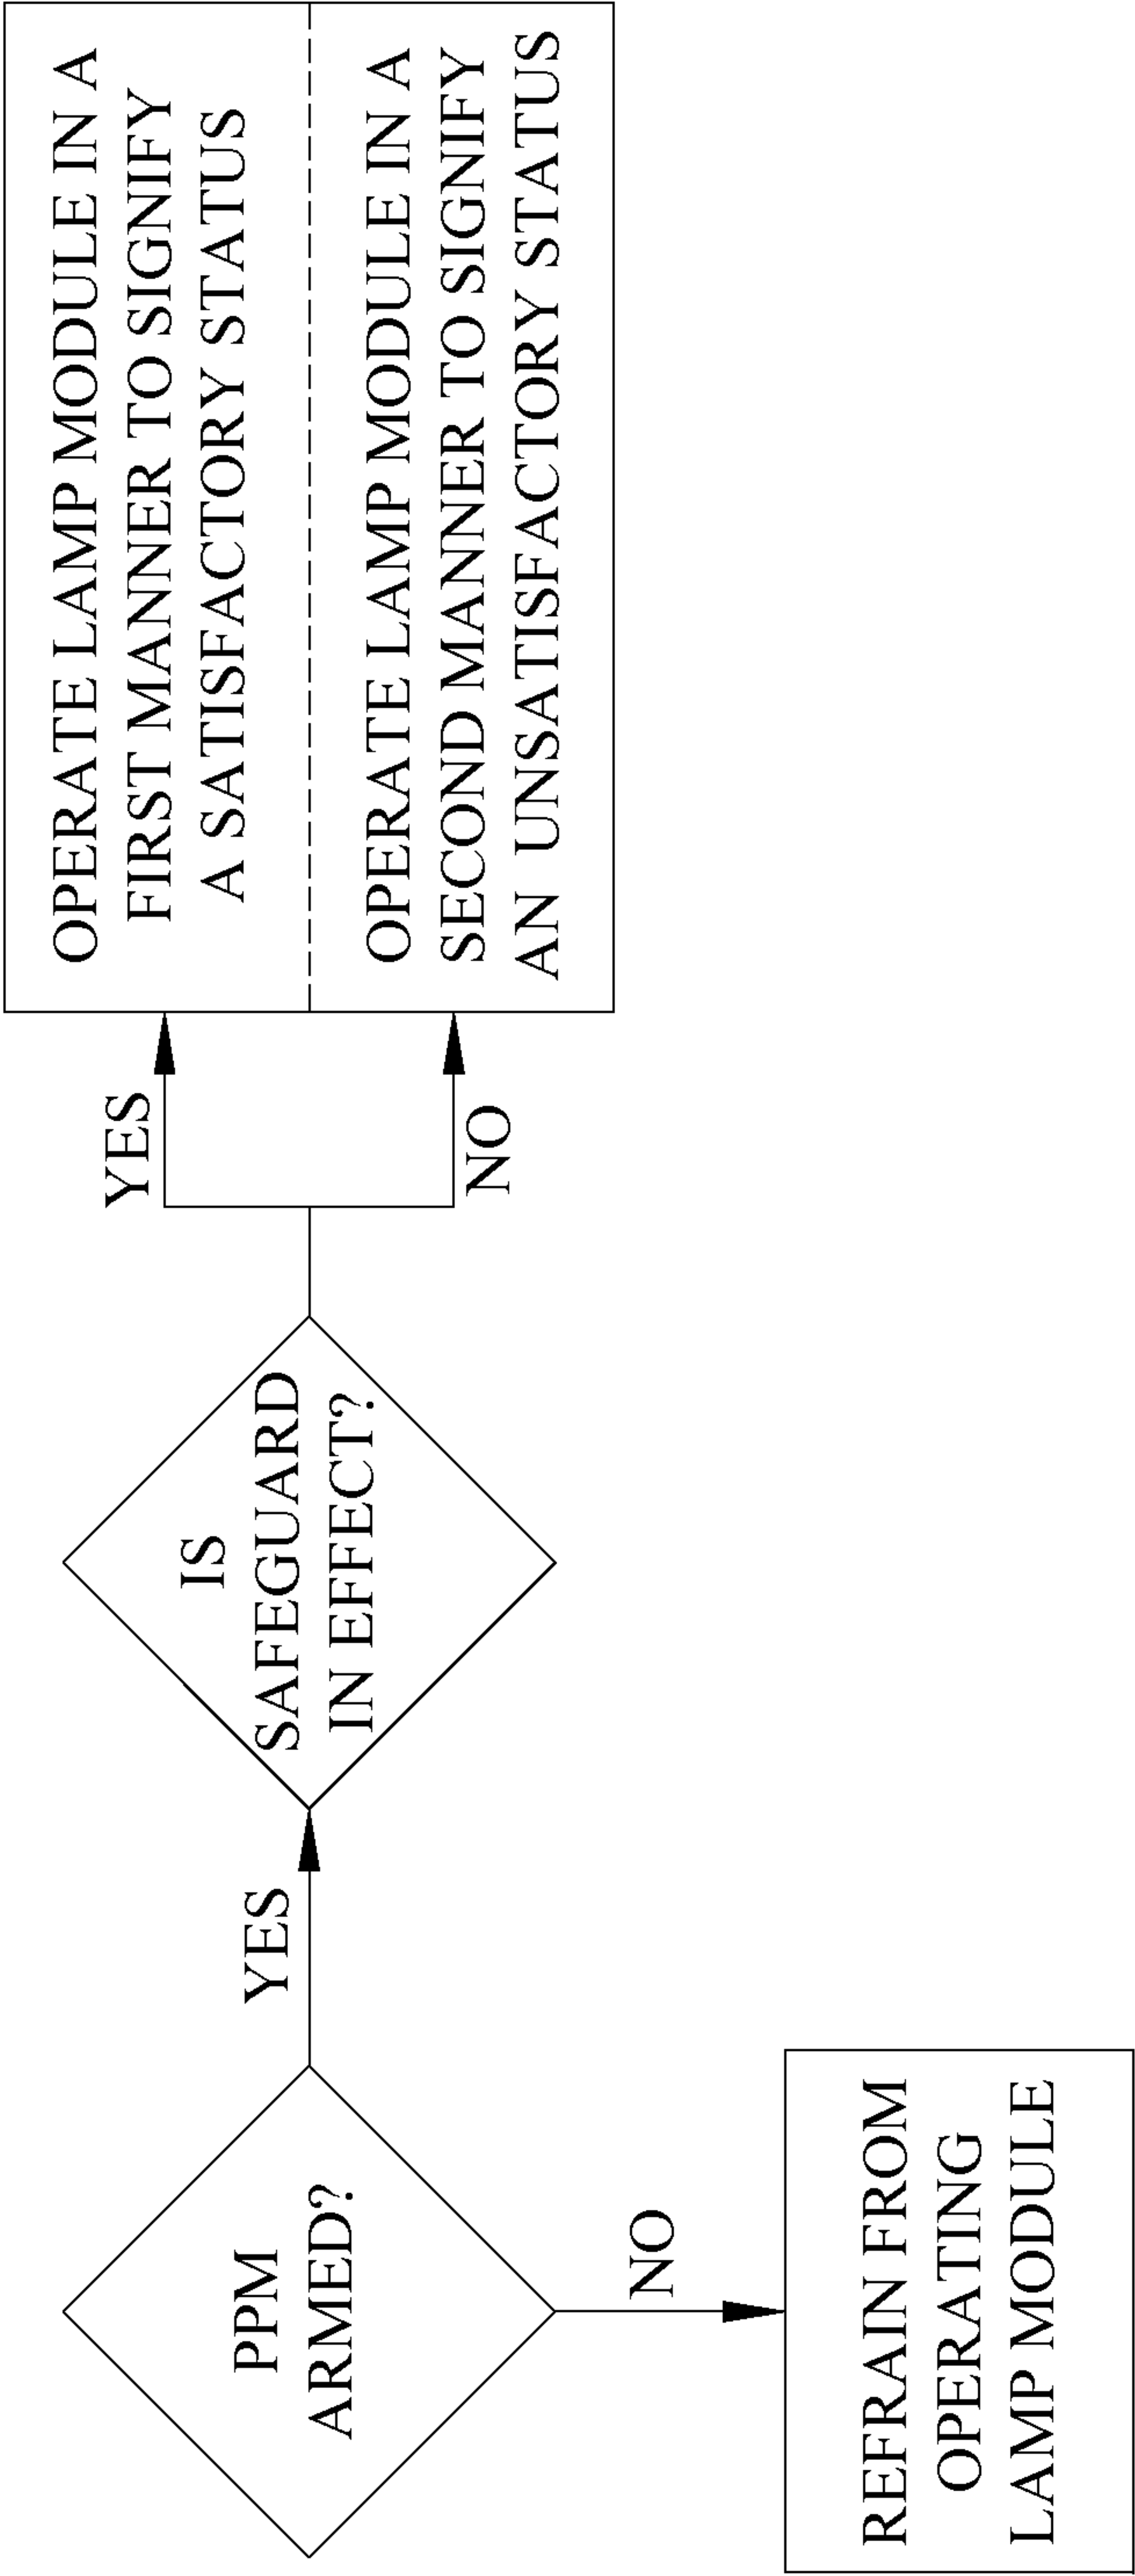 PPM
ARMED?
YES
NO
REFRAIN FROM
OPERATING
LAMP MODULE
IS
SAFEGUARD
IN EFFECT?
YES
NO
OPERATE LAMP MODULE IN A
FIRST MANNER TO SIGNIFY
A SATISFACTORY STATUS
OPERATE LAMP MODULE IN A
SECOND MANNER TO SIGNIFY
AN UNSATISFACTORY STATUS